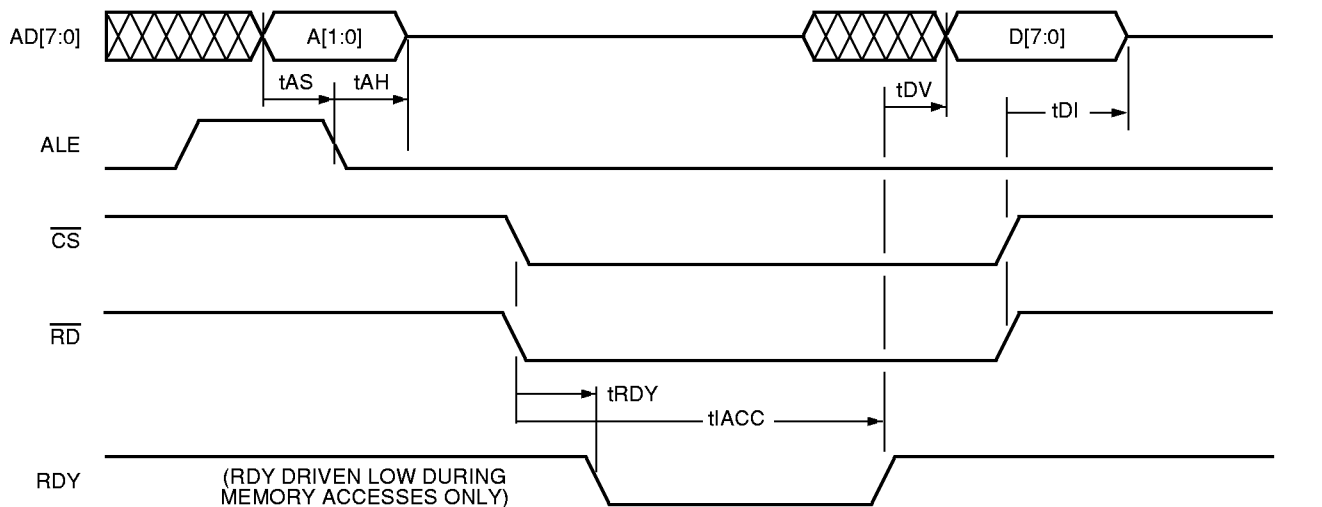 AD[7:0]
A[1:0]
D[7:0]
tAS
tAH
tDV
tDI
ALE
CS
RD
tRDY
tIACC
RDY
(RDY DRIVEN LOW DURING
MEMORY ACCESSES ONLY)